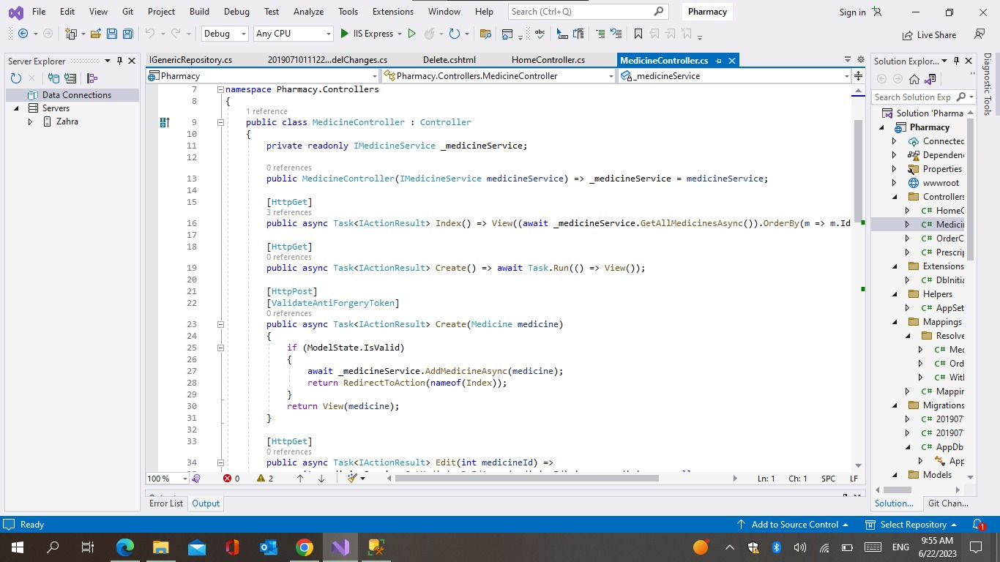 File Edit View Git Project Build Debug Test Analyze Tools Extensions Window Help Search (Ctrl+Q) Pharmacy Sign in
Debug Any CPU IIS Express Live Share
Server Explorer
Data Connections
Servers
Zahra
IGenericRepository.cs 2019071011122...delChanges.cs Delete.cshtml HomeController.cs MedicineController.cs
Pharmacy Pharmacy.Controllers.MedicineController _medicineService
7 namespace Pharmacy.Controllers
8 {
1 reference
9 public class MedicineController : Controller
10 {
11 private readonly IMedicineService _medicineService;
12
0 references
13 public MedicineController(IMedicineService medicineService) => _medicineService = medicineService;
14
15 [HttpGet]
3 references
16 public async Task<IActionResult> Index() => View((await _medicineService.GetAllMedicinesAsync()).OrderBy(m => m.Id
17
18 [HttpGet]
0 references
19 public async Task<IActionResult> Create() => await Task.Run(() => View());
20
21 [HttpPost]
22 [ValidateAntiForgeryToken]
0 references
23 public async Task<IActionResult> Create(Medicine medicine)
24 {
25 if (ModelState.IsValid)
26 {
27 await _medicineService.AddMedicineAsync(medicine);
28 return RedirectToAction(nameof(Index));
29 }
30 return View(medicine);
31 }
32
33 [HttpGet]
0 references
34 public async Task<IActionResult> Edit(int medicineId) =>
100 % 0 2 Ln: 1 Ch: 1 SPC LF
Error List Output
Solution Explor...
Search Solution Exp
Solution 'Pharma
Pharmacy
Connected
Dependen
Properties
wwwroot
Controllers
C# HomeC
C# Medicin
C# OrderC
C# Prescrip
Extensions
C# DbInitia
Helpers
C# AppSet
Mappings
Resolve
C# Med
C# Ord
C# With
C# Mappin
Migrations
C# 201907
C# 201907
C# AppDb
App
Models
Solution... Git Chan...
Diagnostic Tools
Ready Add to Source Control Select Repository 1
ENG 9:55 AM
6/22/2023